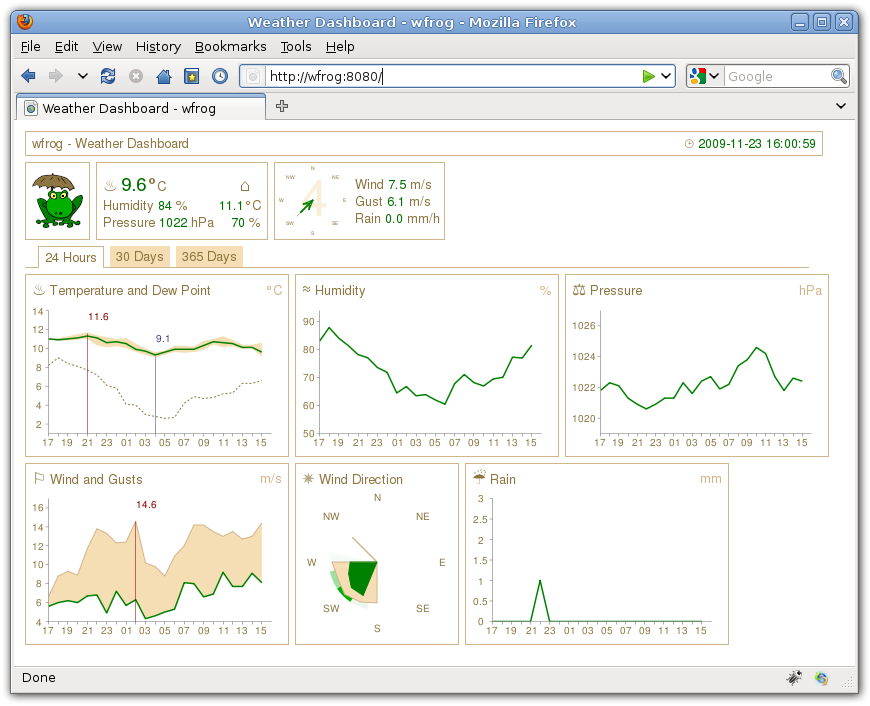 Weather Dashboard - wfrog - Mozilla Firefox
File Edit View History Bookmarks Tools Help
http://wfrog:8080/ Google
Weather Dashboard - wfrog
wfrog - Weather Dashboard 2009-11-23 16:00:59
9.6°C
Humidity 84 % 11.1°C
Pressure 1022 hPa 70 %
N
NW NE
W E
SW SE
S
4
Wind 7.5 m/s
Gust 6.1 m/s
Rain 0.0 mm/h
24 Hours 30 Days 365 Days
Temperature and Dew Point °C
14
12
10
8
6
4
2
11.6
9.1
17 19 21 23 01 03 05 07 09 11 13 15
Humidity %
90
80
70
60
50
17 19 21 23 01 03 05 07 09 11 13 15
Pressure hPa
1026
1024
1022
1020
17 19 21 23 01 03 05 07 09 11 13 15
Wind and Gusts m/s
16
14
12
10
8
6
4
14.6
17 19 21 23 01 03 05 07 09 11 13 15
Wind Direction
N
NW NE
W E
SW SE
S
Rain mm
3
2.5
2
1.5
1
0.5
0
17 19 21 23 01 03 05 07 09 11 13 15
Done